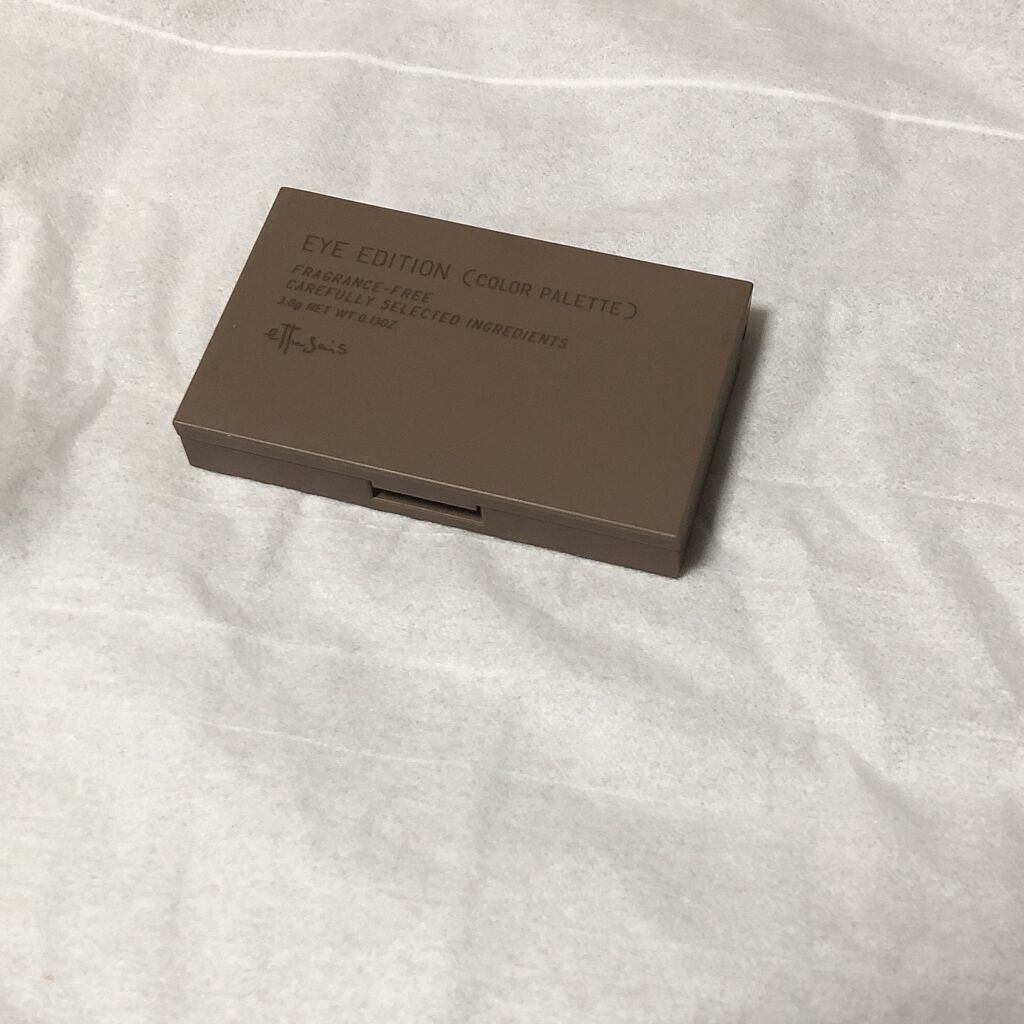 EYE EDITION (COLOR PALETTE)
FRAGRANCE-FREE
CAREFULLY SELECTED INGREDIENTS
3.8g NET WT 0.13OZ.
ettusais